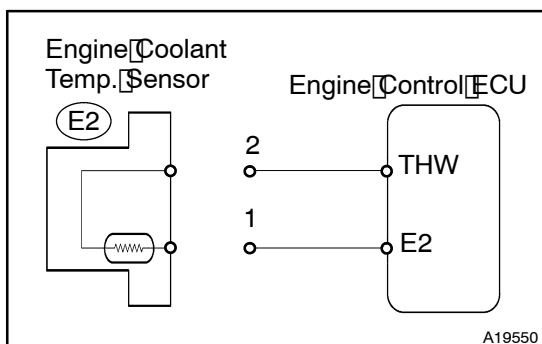 Engine Coolant
Temp. Sensor
Engine Control ECU
E2
2
THW
1
E2
A19550